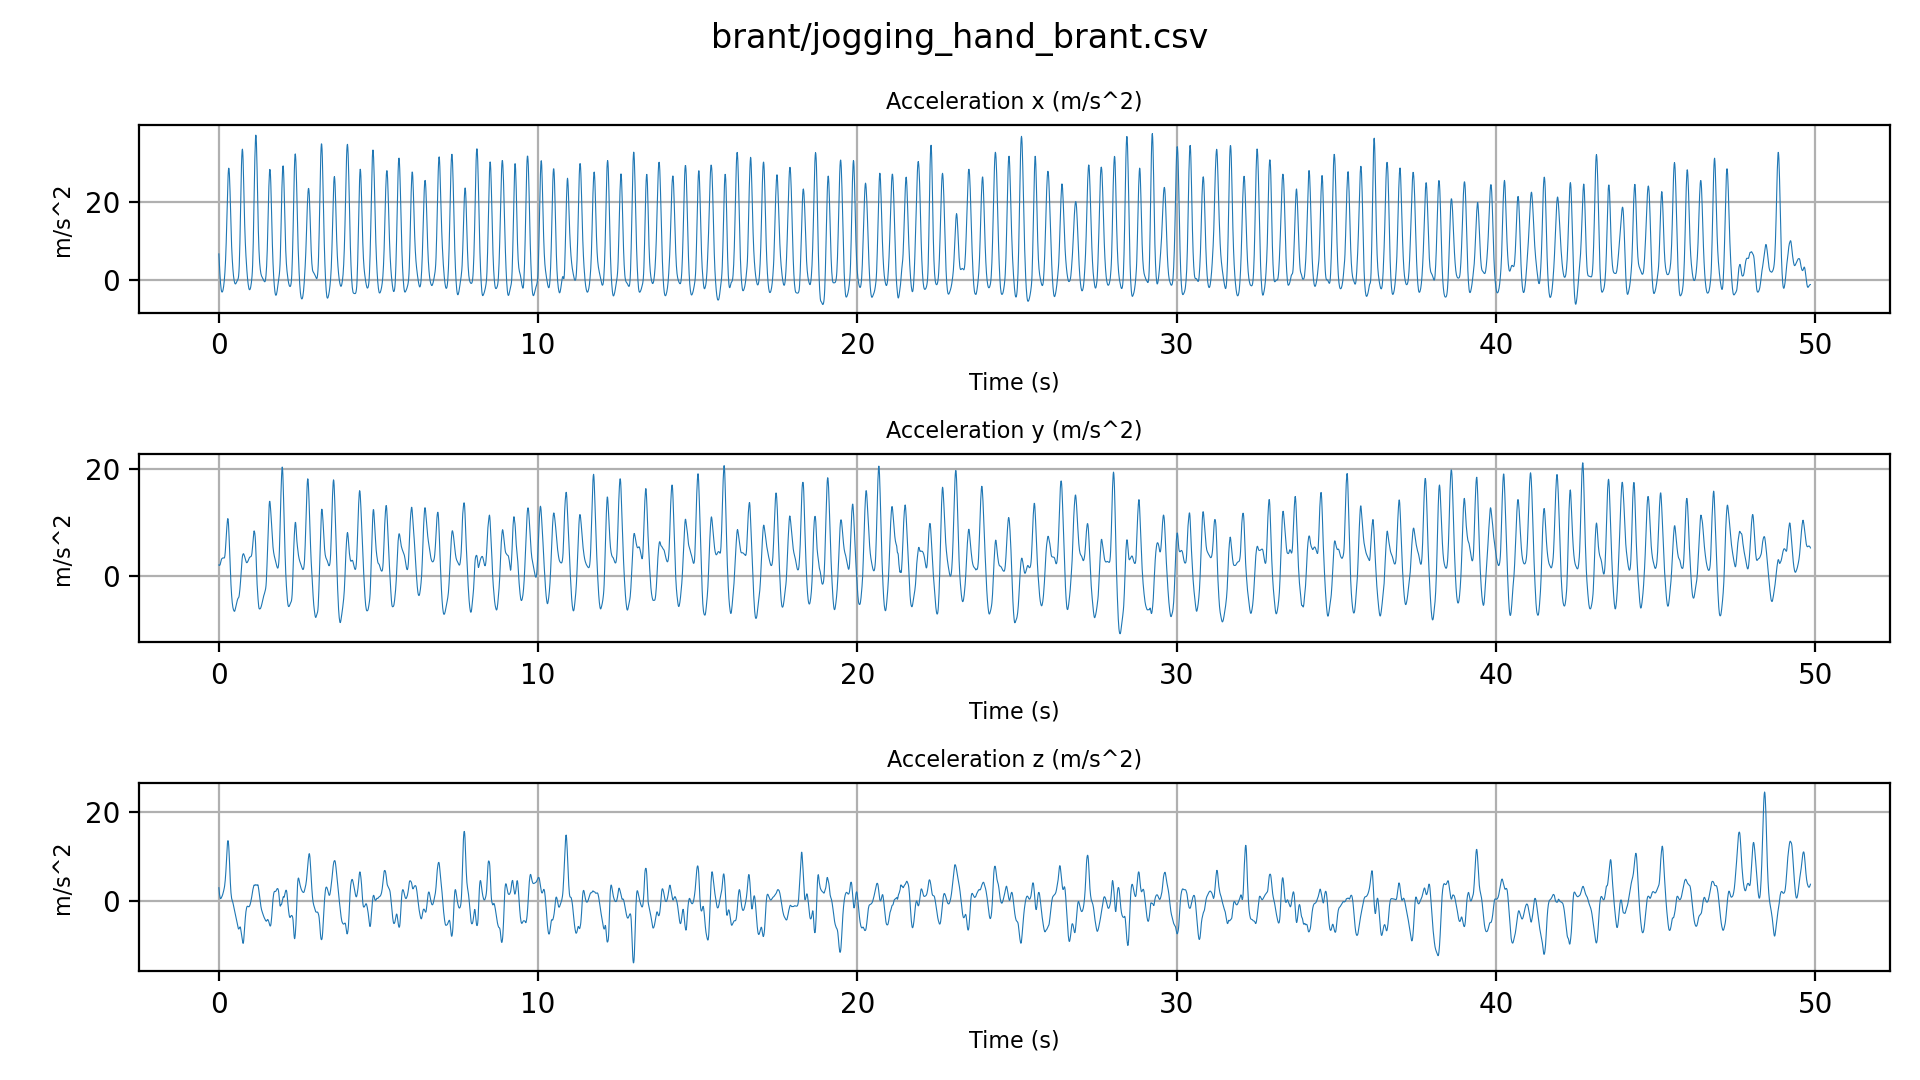 brant/jogging_hand_brant.csv
Acceleration x (m/s^2)
m/s^2
20
0
0 10 20 30 40 50
Time (s)
Acceleration y (m/s^2)
m/s^2
20
0
0 10 20 30 40 50
Time (s)
Acceleration z (m/s^2)
m/s^2
20
0
0 10 20 30 40 50
Time (s)